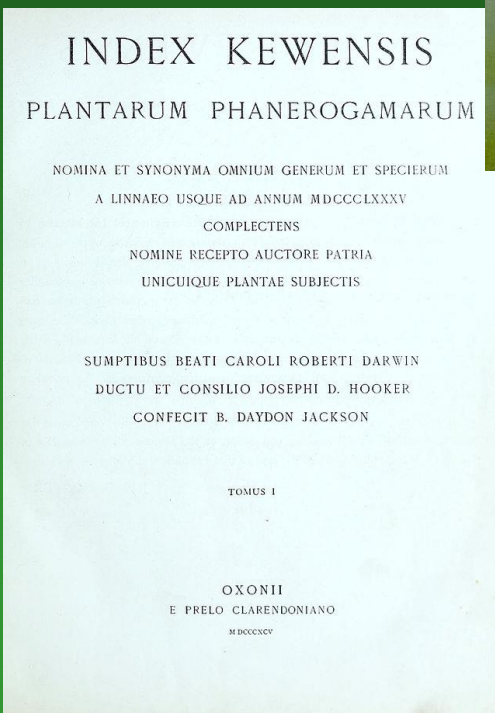 INDEX KEWENSIS
PLANTARUM PHANEROGAMARUM
NOMINA ET SYNONYMA OMNIUM GENERUM ET SPECIERUM
A LINNAEO USQUE AD ANNUM MDCCCLXXXV
COMPLECTENS
NOMINE RECEPTO AUCTORE PATRIA
UNICUIQUE PLANTAE SUBJECTIS
SUMPTIBUS BEATI CAROLI ROBERTI DARWIN
DUCTU ET CONSILIO JOSEPHI D. HOOKER
CONFECIT B. DAYDON JACKSON
TOMUS I
OXONII
E PRELO CLARENDONIANO
MDCCCXCV